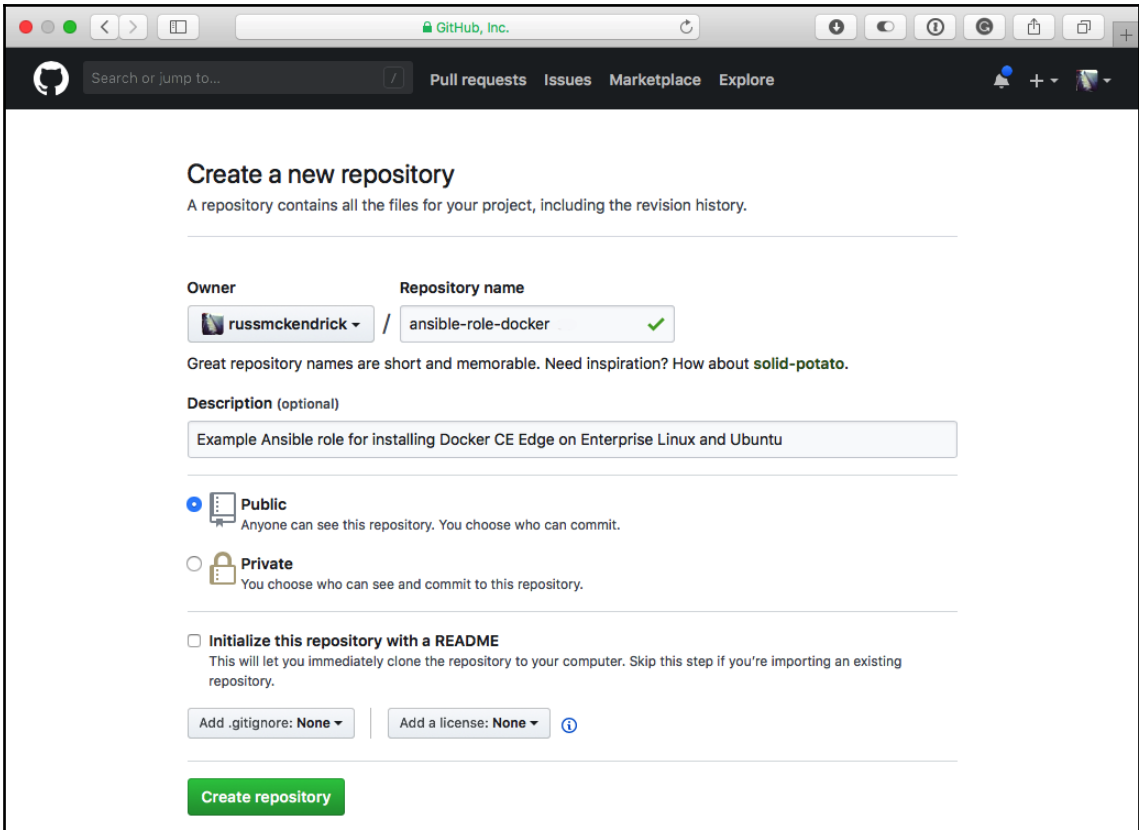 GitHub, Inc.
Search or jump to...
/
Pull requests Issues Marketplace Explore
Create a new repository
A repository contains all the files for your project, including the revision history.
Owner Repository name
russmckendrick / ansible-role-docker
Great repository names are short and memorable. Need inspiration? How about solid-potato.
Description (optional)
Example Ansible role for installing Docker CE Edge on Enterprise Linux and Ubuntu
Public
Anyone can see this repository. You choose who can commit.
Private
You choose who can see and commit to this repository.
Initialize this repository with a README
This will let you immediately clone the repository to your computer. Skip this step if you’re importing an existing
repository.
Add .gitignore: None Add a license: None
Create repository